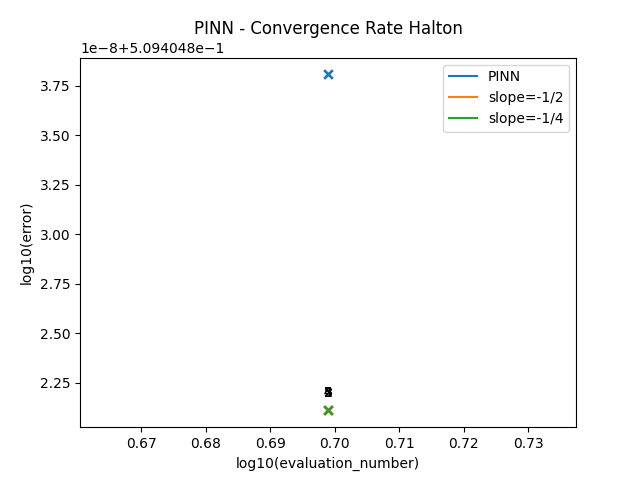 PINN - Convergence Rate Halton
1e−8+5.094048e−1
PINN
slope=-1/2
slope=-1/4
3.75
3.50
3.25
3.00
2.75
2.50
2.25
log10(error)
0.67 0.68 0.69 0.70 0.71 0.72 0.73
log10(evaluation_number)